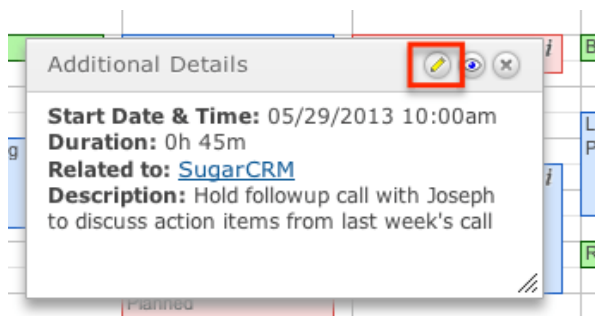 Additional Details
i
B
Start Date & Time: 05/29/2013 10:00am
L
Duration: 0h 45m
P
g
Related to: SugarCRM
i
Description: Hold followup call with Joseph
to discuss action items from last week's call
R
Planned